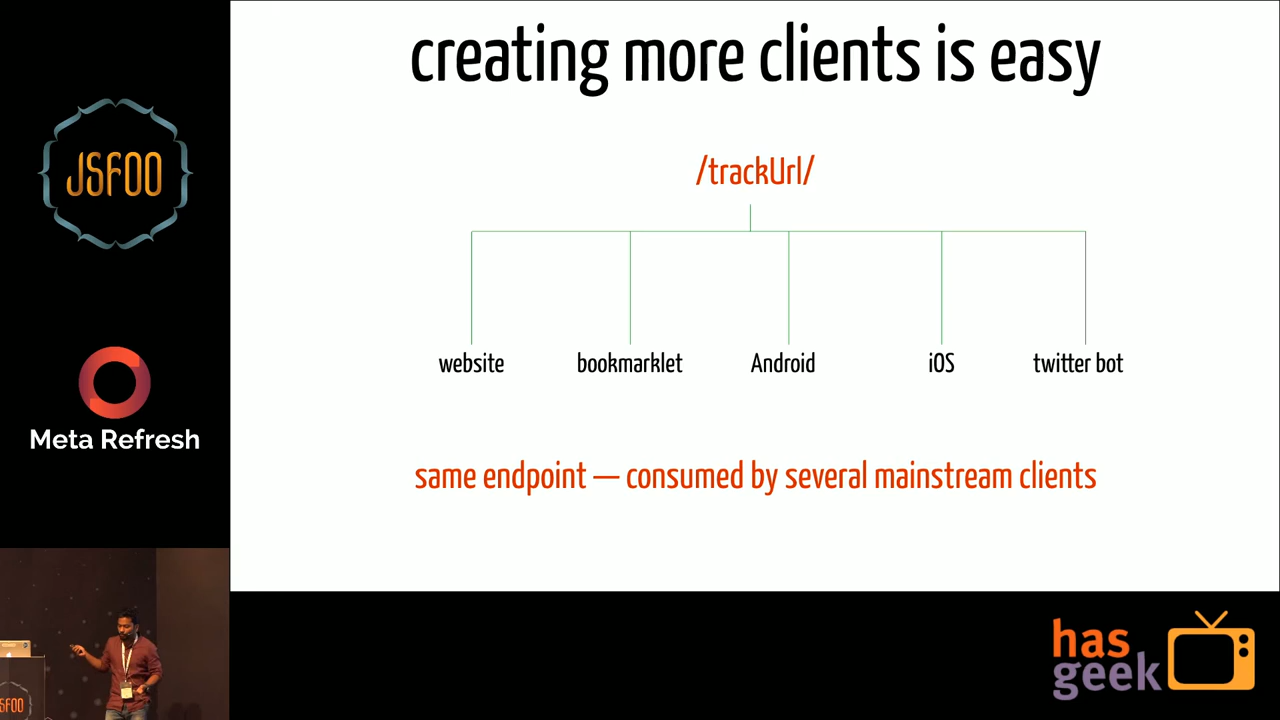 creating more clients is easy
/trackUrl/
website bookmarklet Android iOS twitter bot
same endpoint — consumed by several mainstream clients
JSFOO
Meta Refresh
JSFOO
has
geek